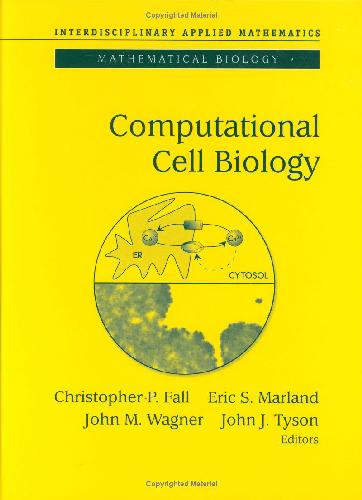 INTERDISCIPLINARY APPLIED MATHEMATICS
MATHEMATICAL BIOLOGY
Computational
Cell Biology
ER
CYTOSOL
Christopher P. Fall Eric S. Marland
John M. Wagner John J. Tyson
Editors